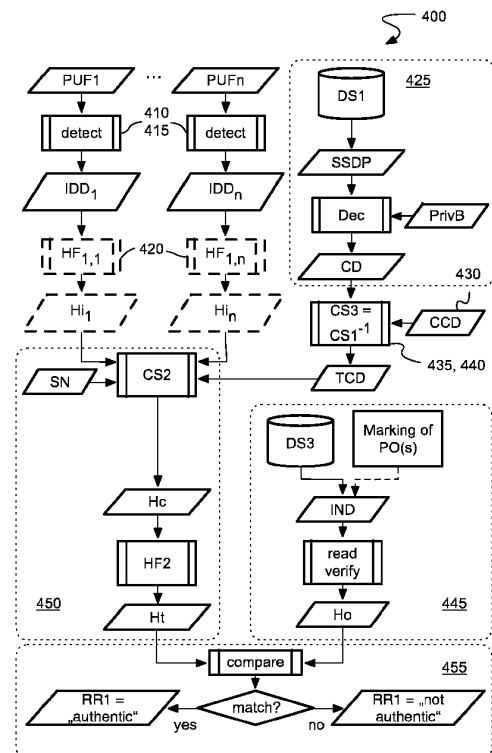 400
PUF1 ... PUFn
DS1
425
detect
410
415
detect
SSDP
IDD1
IDDn
Dec
PrivB
HF1,1
420
HF1,n
CD
430
Hi1
Hin
CS3 =
CS1-1
CCD
435, 440
SN
CS2
TCD
DS3
Marking of
PO(s)
Hc
IND
HF2
read
verify
450
Ht
Ho
445
compare
455
RR1 =
„authentic“
match?
RR1 = „not
authentic“
yes
no